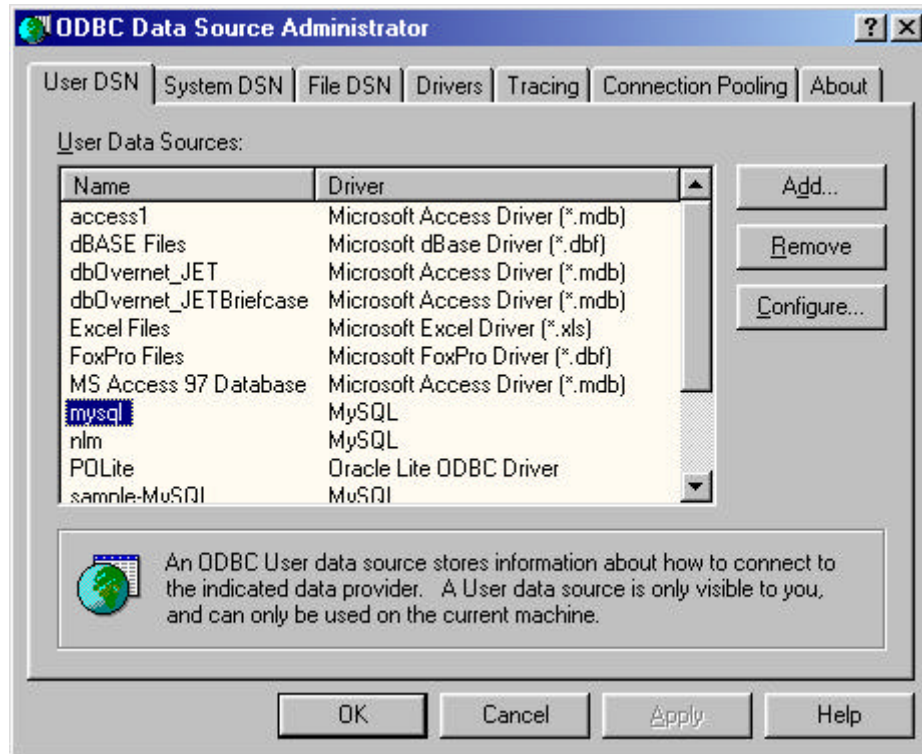 ODBC Data Source Administrator
User DSN System DSN File DSN Drivers Tracing Connection Pooling About
User Data Sources:
Name Driver
access1 Microsoft Access Driver (*.mdb)
dBASE Files Microsoft dBase Driver (*.dbf)
dbOvernet_JET Microsoft Access Driver (*.mdb)
dbOvernet_JETBriefcase Microsoft Access Driver (*.mdb)
Excel Files Microsoft Excel Driver (*.xls)
FoxPro Files Microsoft FoxPro Driver (*.dbf)
MS Access 97 Database Microsoft Access Driver (*.mdb)
mysql MySQL
nlm MySQL
POLite Oracle Lite ODBC Driver
sample-MySQL MySQL
Add...
Remove
Configure...
An ODBC User data source stores information about how to connect to
the indicated data provider. A User data source is only visible to you,
and can only be used on the current machine.
OK Cancel Apply Help